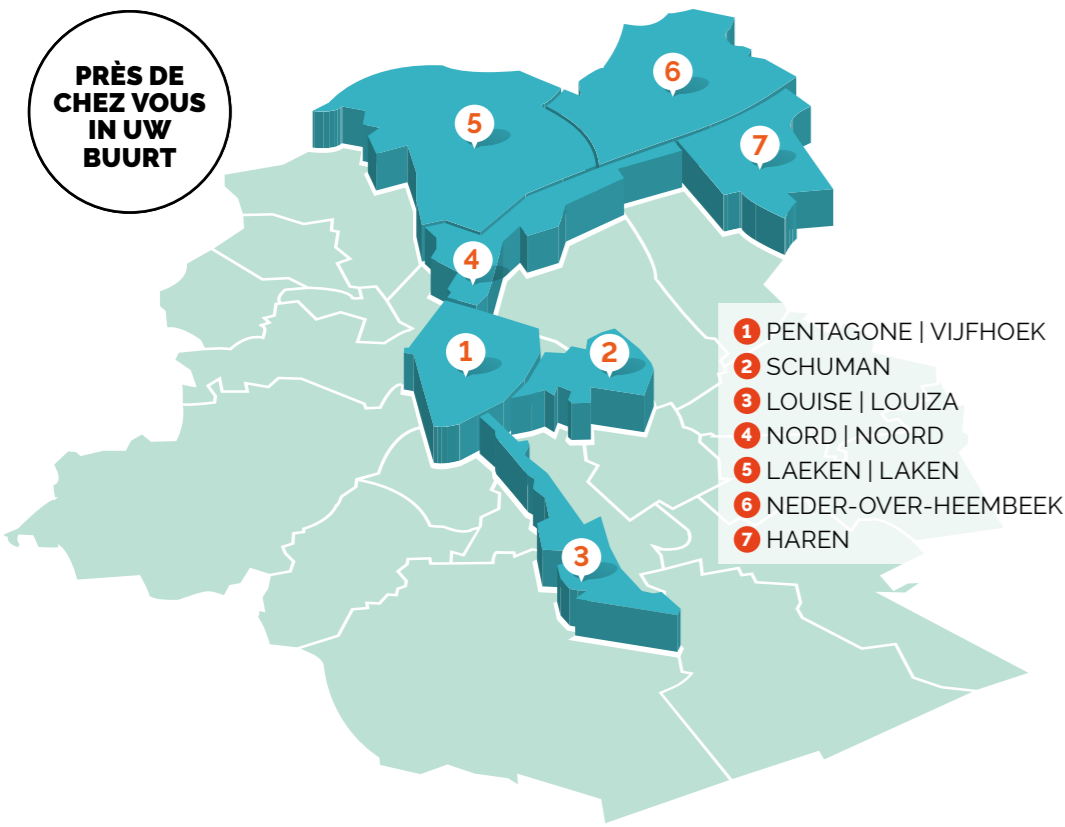 PRÈS DE
CHEZ VOUS
IN UW
BUURT
6
5
7
4
1
2
3
1 PENTAGONE | VIJFHOEK
2 SCHUMAN
3 LOUISE | LOUIZA
4 NORD | NOORD
5 LAEKEN | LAKEN
6 NEDER-OVER-HEEMBEEK
7 HAREN